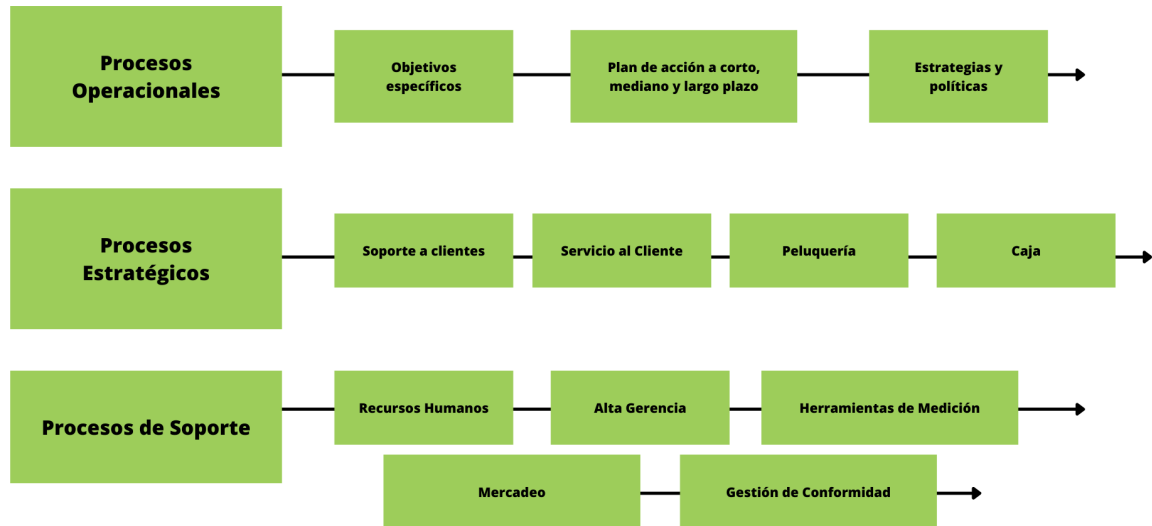 Procesos
Operacionales
Objetivos
específicos
Plan de acción a corto,
mediano y largo plazo
Estrategias y
políticas
Procesos
Estratégicos
Soporte a clientes
Servicio al Cliente
Peluquería
Caja
Procesos de Soporte
Recursos Humanos
Alta Gerencia
Herramientas de Medición
Mercadeo
Gestión de Conformidad